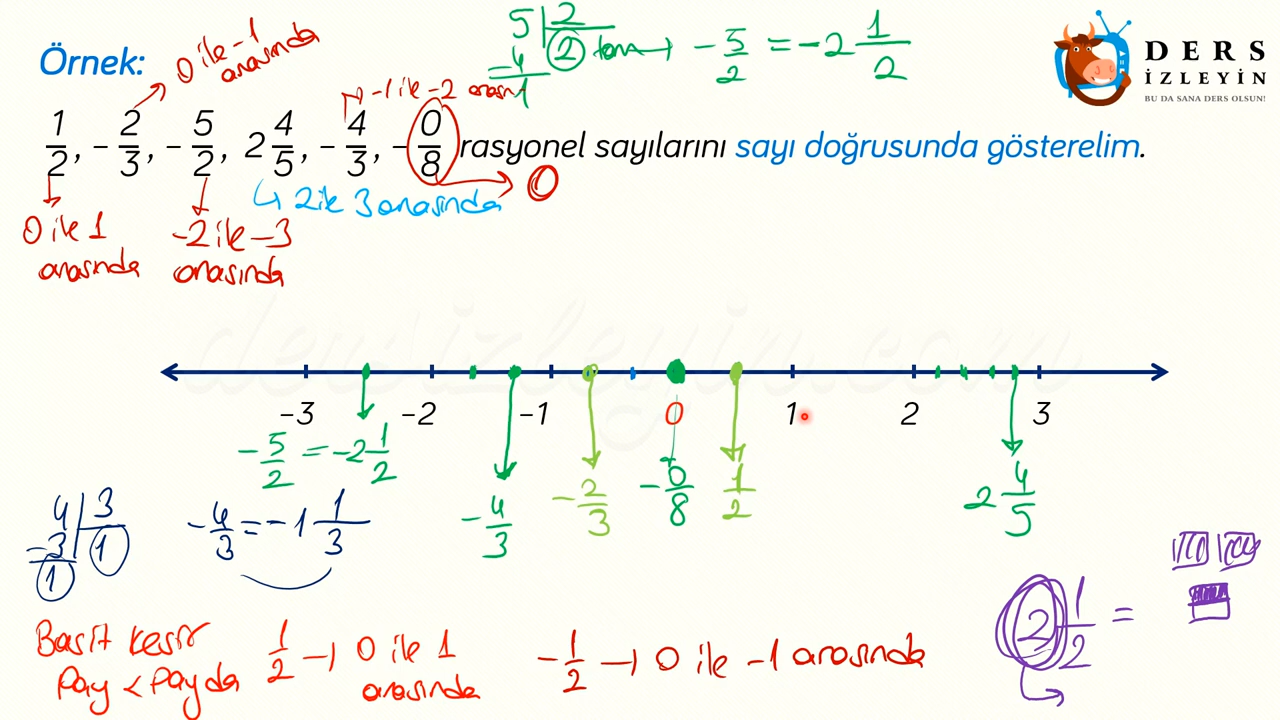 Örnek:
0 ile -1
arasında
5 | 2
-4 2 tam → -5/2 = -2 1/2
1
-1 ile -2 arasın
DERS
İZLEYİN
BU DA SANA DERS OLSUN!
1/2, -2/3, -5/2, 2 4/5, -4/3, -0/8 rasyonel sayılarını sayı doğrusunda gösterelim.
0
2 ile 3 arasında
0 ile 1
arasında
-2 ile -3
arasında
dersizleyin.com
-3 -2 -1 0 1 2 3
-5/2 = -2 1/2
-4/3
-2/3
-0/8
1/2
2 4/5
4 | 3
-3 1
1
-4/3 = -1 1/3
2 1/2 =
Basit kesir
Pay < Payda
1/2 → 0 ile 1
arasında
-1/2 → 0 ile -1 arasında